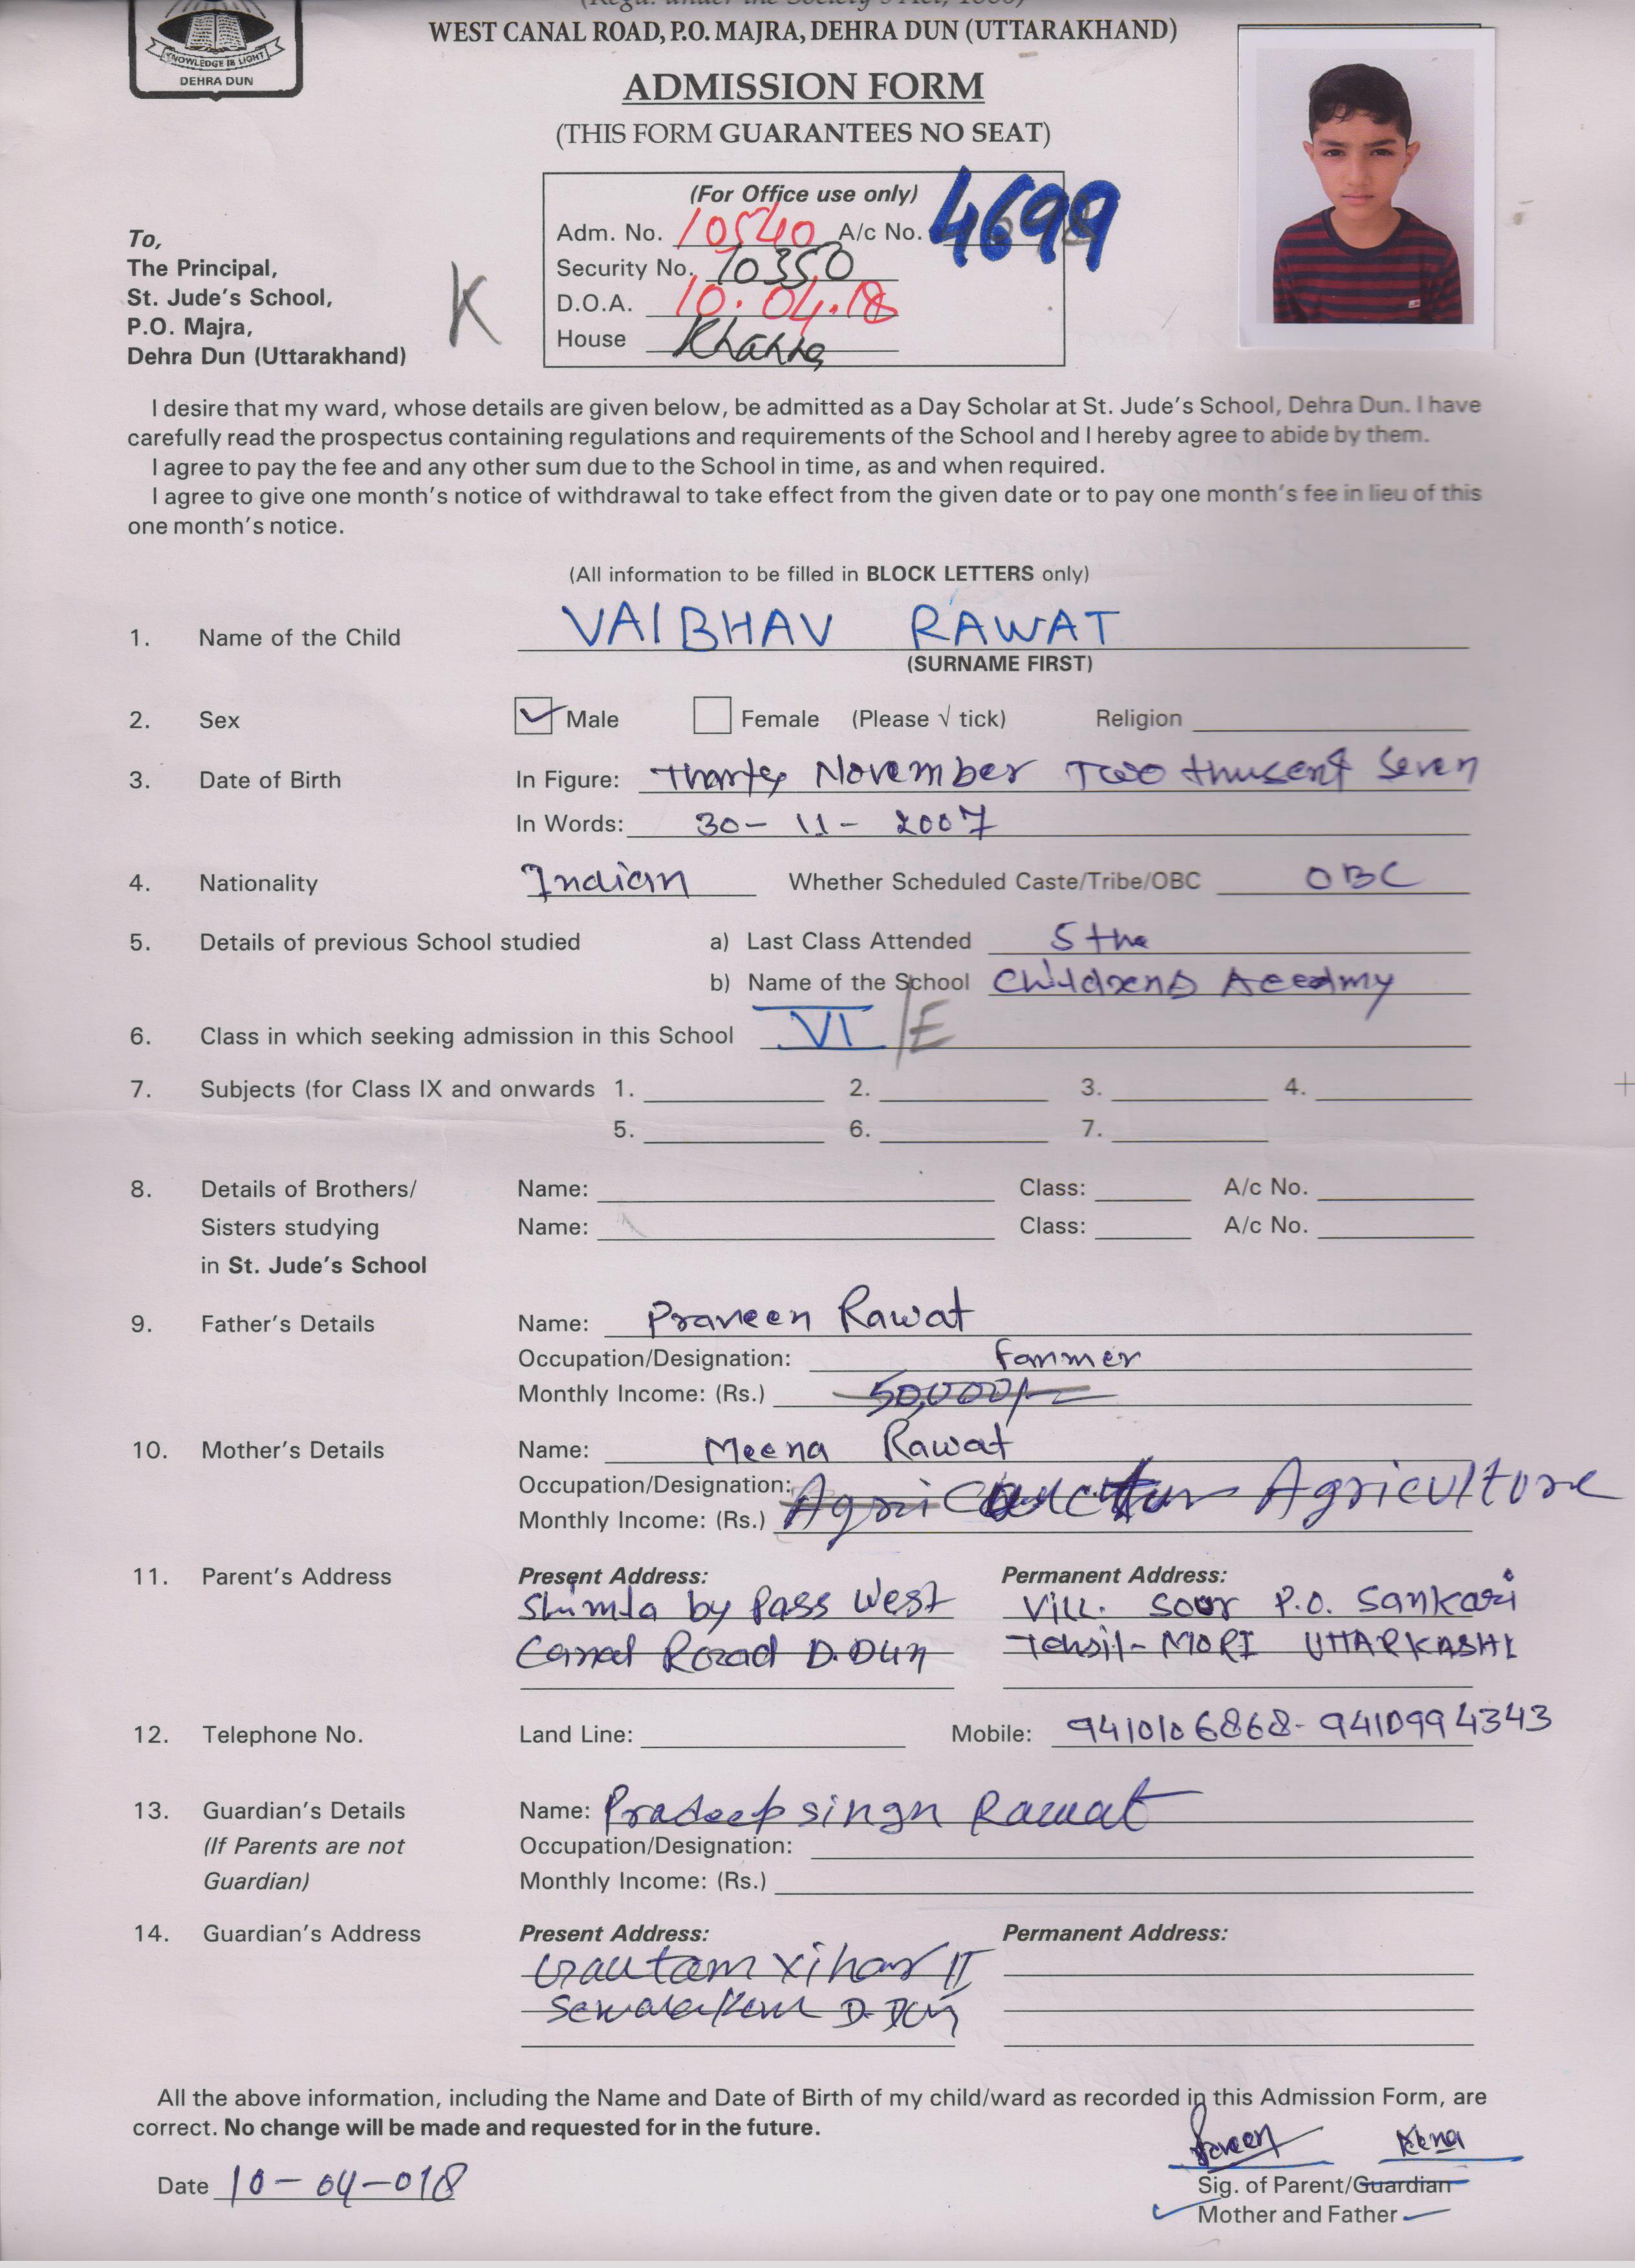 (Regd. under the Society's Act, 1860)
WEST CANAL ROAD, P.O. MAJRA, DEHRA DUN (UTTARAKHAND)
KNOWLEDGE IS LIGHT
DEHRA DUN
ADMISSION FORM
(THIS FORM GUARANTEES NO SEAT)
(For Office use only)
Adm. No. 10540 A/c No. 4699
Security No. 10350
D.O.A. 10.04.18
House Khanna
To,
The Principal,
St. Jude's School,
P.O. Majra,
Dehra Dun (Uttarakhand)
K
I desire that my ward, whose details are given below, be admitted as a Day Scholar at St. Jude's School, Dehra Dun. I have
carefully read the prospectus containing regulations and requirements of the School and I hereby agree to abide by them.
I agree to pay the fee and any other sum due to the School in time, as and when required.
I agree to give one month's notice of withdrawal to take effect from the given date or to pay one month's fee in lieu of this
one month's notice.
(All information to be filled in BLOCK LETTERS only)
1. Name of the Child VAIBHAV RAWAT
(SURNAME FIRST)
2. Sex ✓ Male Female (Please √ tick) Religion
3. Date of Birth In Figure: Tharty November Two thusent Seven
In Words: 30- 11- 2007
4. Nationality Indian Whether Scheduled Caste/Tribe/OBC OBC
5. Details of previous School studied a) Last Class Attended 5the
b) Name of the School Childrens Aceedmy
6. Class in which seeking admission in this School VI/E
7. Subjects (for Class IX and onwards 1. 2. 3. 4.
5. 6. 7.
8. Details of Brothers/ Name: Class: A/c No.
Sisters studying Name: Class: A/c No.
in St. Jude's School
9. Father's Details Name: Praveen Rawat
Occupation/Designation: Fanmer
Monthly Income: (Rs.) 50,000/-
10. Mother's Details Name: Meena Rawat
Occupation/Designation: Agriculture
Monthly Income: (Rs.)
11. Parent's Address Present Address: Permanent Address:
Shimla by Pass West Vill. Sour P.O. Sankari
Canal Rozad D.Dun Tehsil- MORI UTTARKASHI
12. Telephone No. Land Line: Mobile: 9410106868- 9410994343
13. Guardian's Details Name: Pradeep singh Rawat
(If Parents are not Occupation/Designation:
Guardian) Monthly Income: (Rs.)
14. Guardian's Address Present Address: Permanent Address:
Gautam Vihar II
D.Dun
All the above information, including the Name and Date of Birth of my child/ward as recorded in this Admission Form, are
correct. No change will be made and requested for in the future.
Sig. of Parent/Guardian
Date 10-04-018
Mother and Father